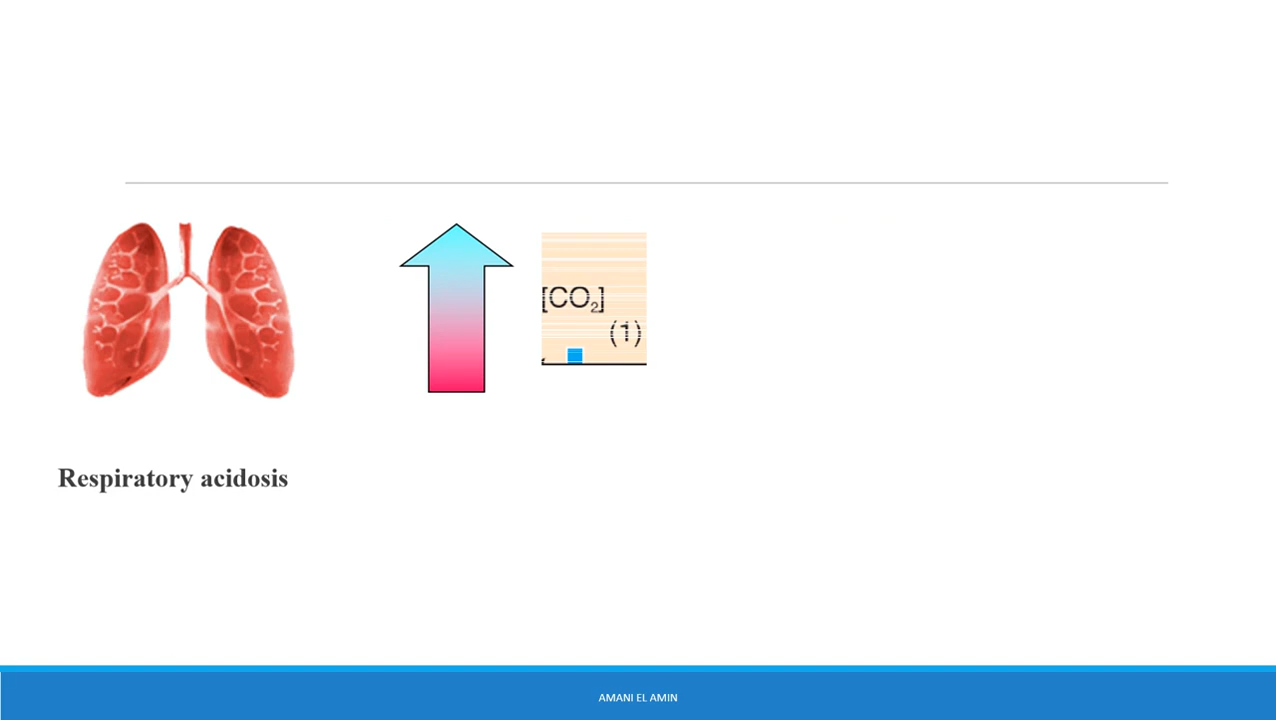 [CO₂]
(1)
Respiratory acidosis
AMANI EL AMIN